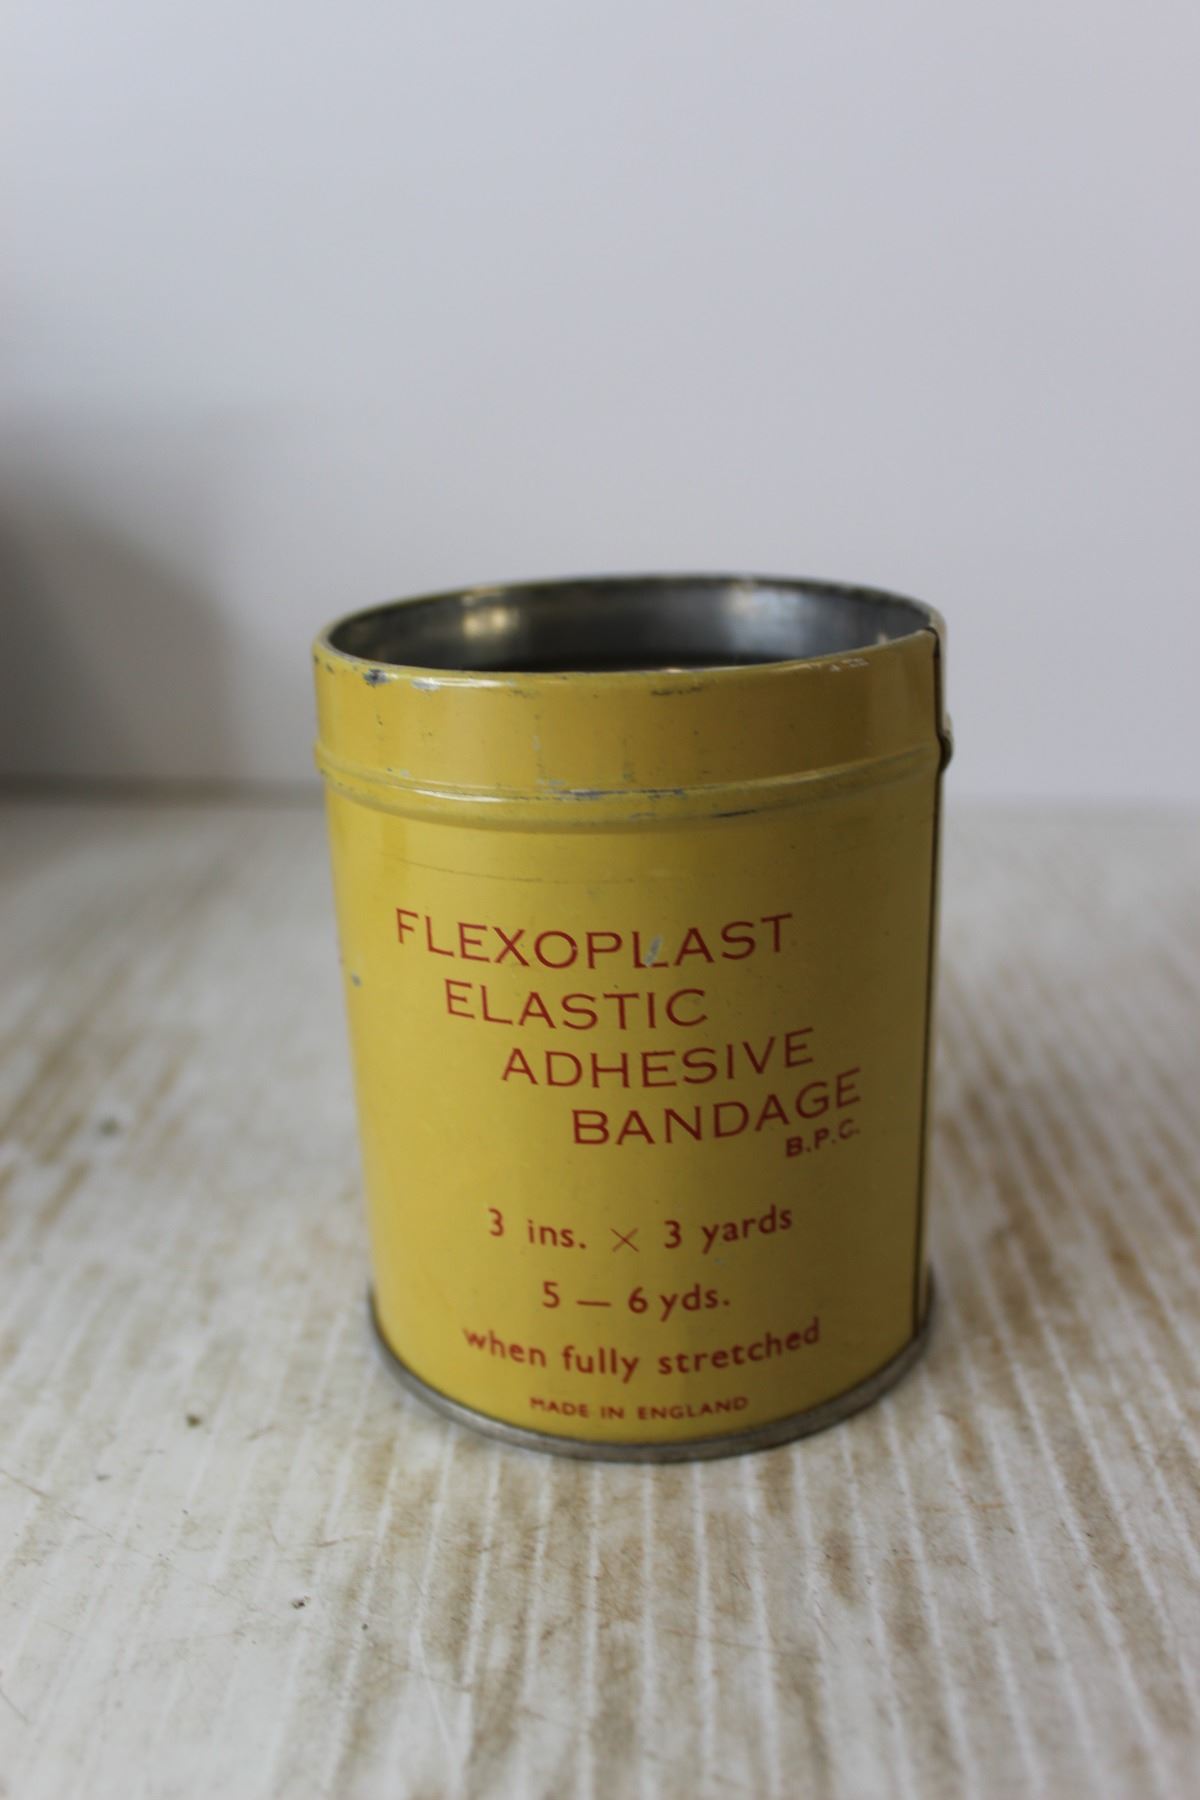 FLEXOPLAST
ELASTIC
ADHESIVE
BANDAGE
B.P.C.
3 ins. × 3 yards
5 — 6 yds.
when fully stretched
MADE IN ENGLAND